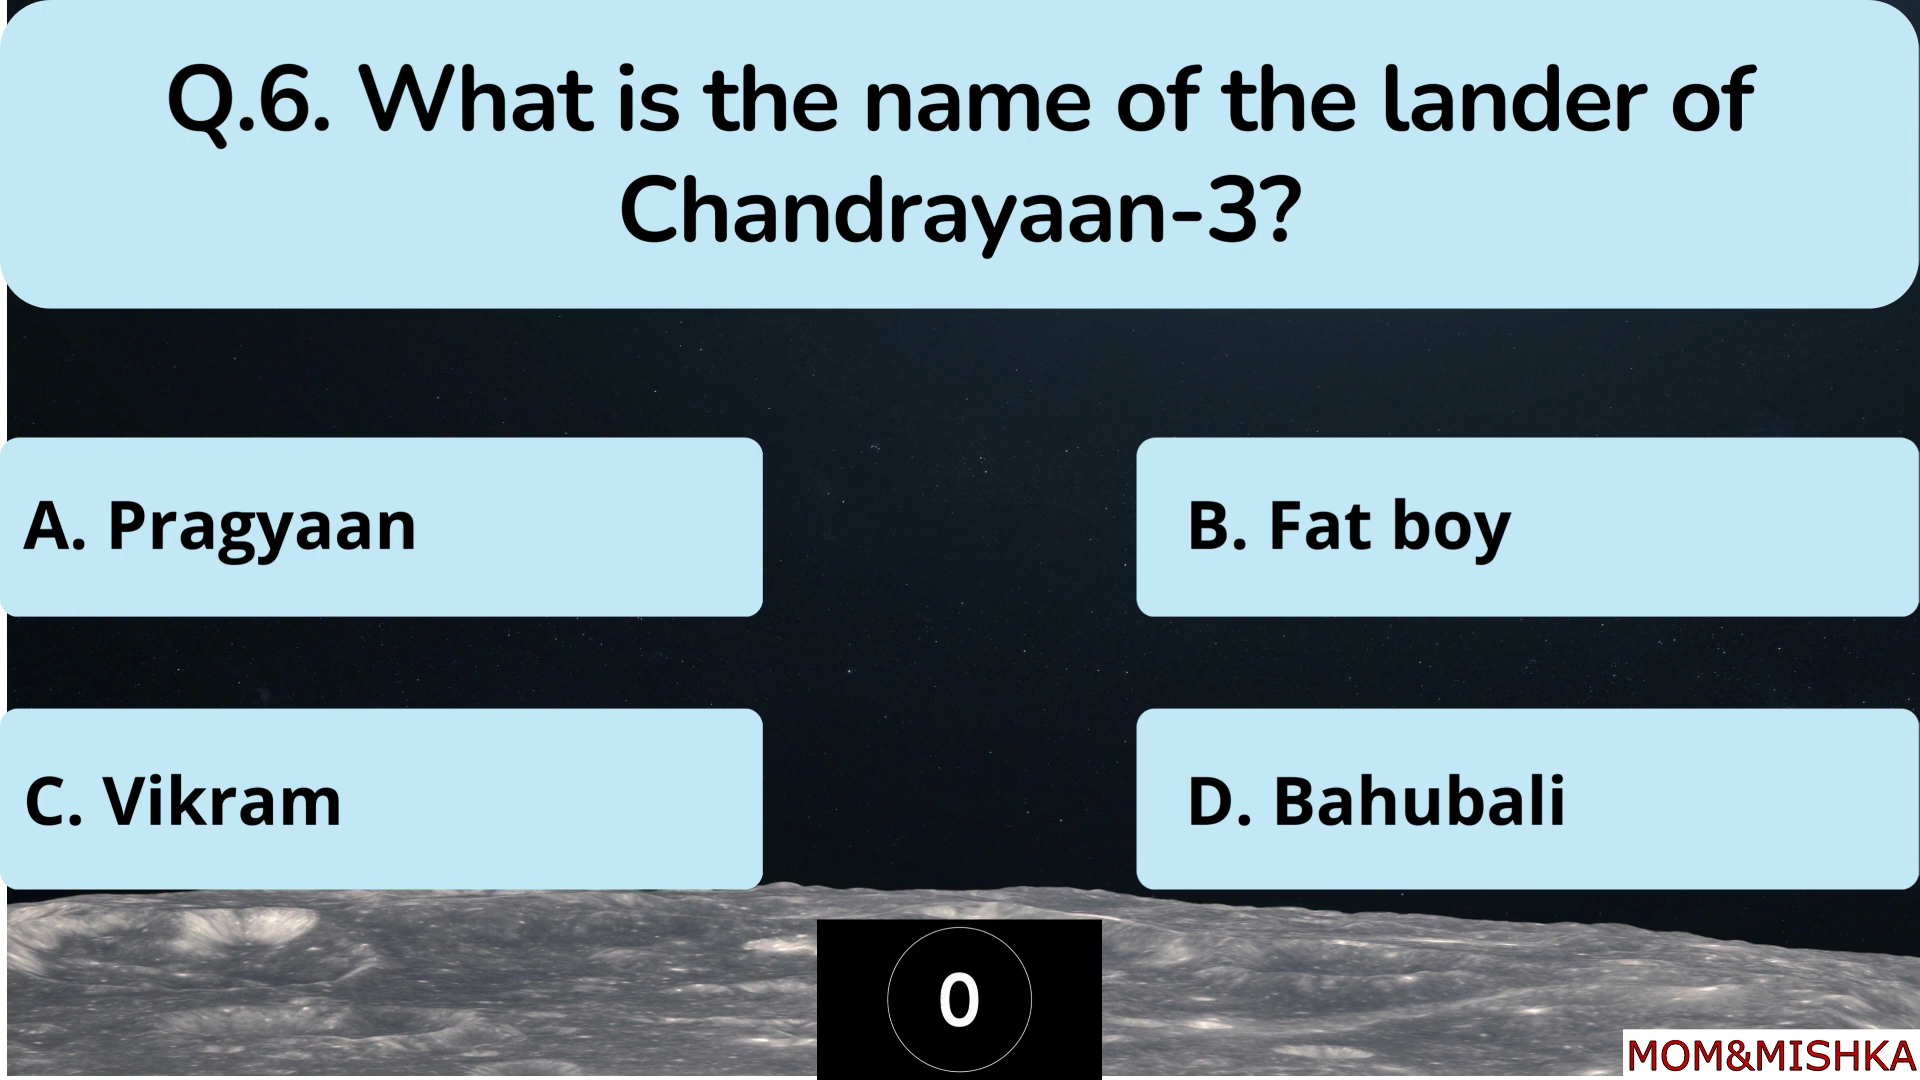 Q.6. What is the name of the lander of
Chandrayaan-3?
A. Pragyaan
B. Fat boy
C. Vikram
D. Bahubali
0
MOM&MISHKA